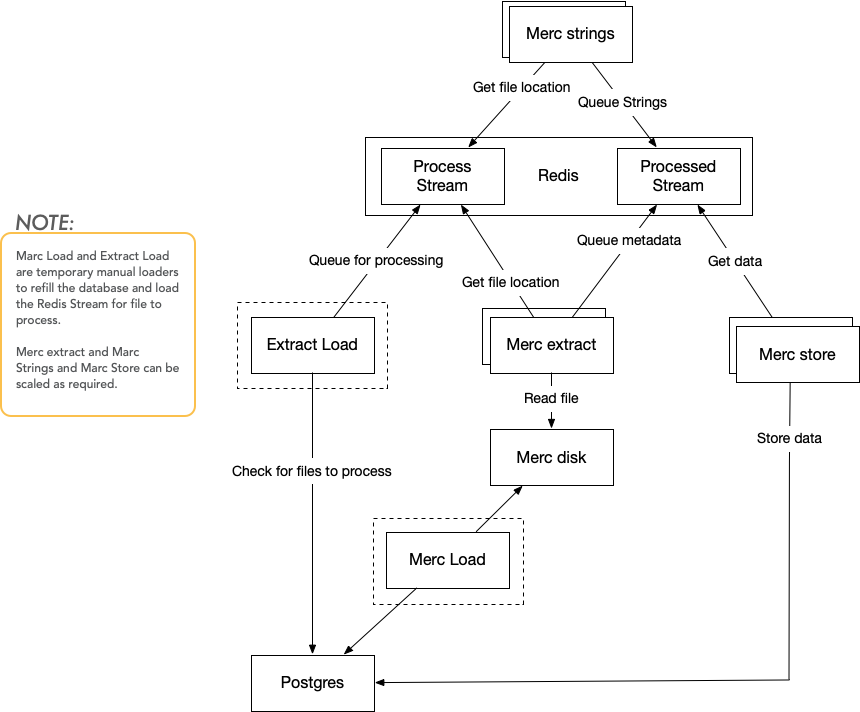 Merc strings
Get file location
Queue Strings
Process
Stream
Redis
Processed
Stream
NOTE:
Marc Load and Extract Load
are temporary manual loaders
to refill the database and load
the Redis Stream for file to
process.
Merc extract and Marc
Strings and Marc Store can be
scaled as required.
Queue for processing
Queue metadata
Get file location
Get data
Extract Load
Merc extract
Merc store
Read file
Store data
Merc disk
Check for files to process
Merc Load
Postgres